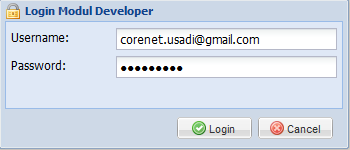 Login Modul Developer
Username: corenet.usadi@gmail.com
Password: •••••••••
Login Cancel